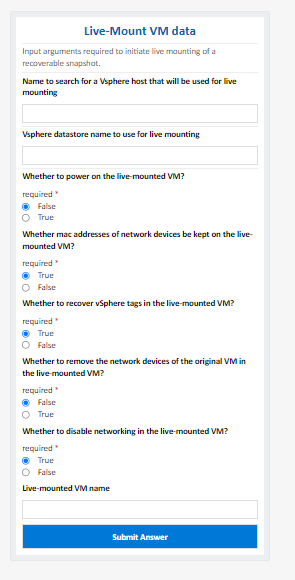 Live-Mount VM data
Input arguments required to initiate live mounting of a
recoverable snapshot.
Name to search for a Vsphere host that will be used for live
mounting
Vsphere datastore name to use for live mounting
Whether to power on the live-mounted VM?
required *
False
True
Whether mac addresses of network devices be kept on the live-
mounted VM?
required *
True
False
Whether to recover vSphere tags in the live-mounted VM?
required *
True
False
Whether to remove the network devices of the original VM in
the live-mounted VM?
required *
False
True
Whether to disable networking in the live-mounted VM?
required *
True
False
Live-mounted VM name
Submit Answer